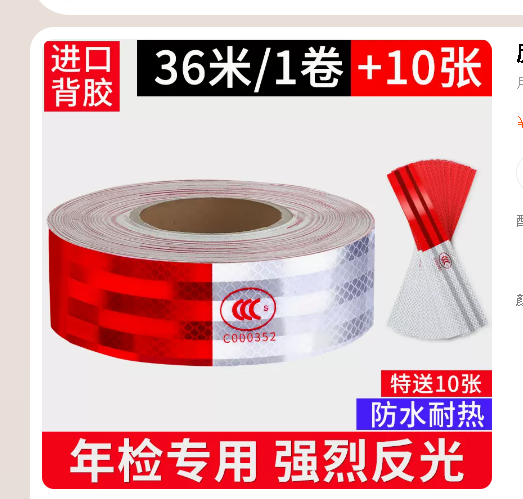 进口
背胶
36米/1卷
+10张
CCC S
C000352
特送10张
防水耐热
年检专用 强烈反光